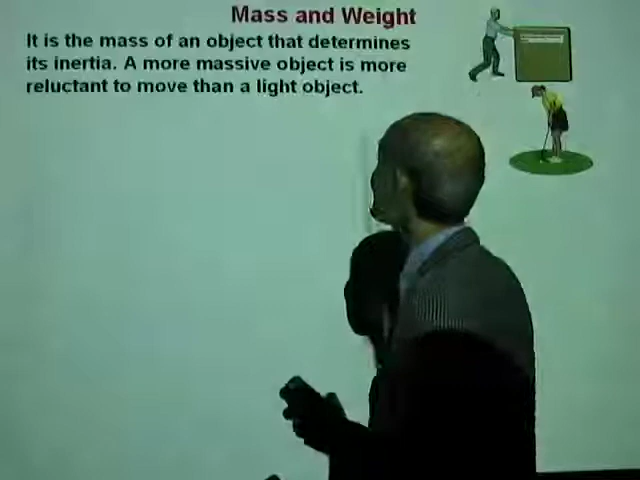 Mass and Weight
It is the mass of an object that determines
its inertia. A more massive object is more
reluctant to move than a light object.